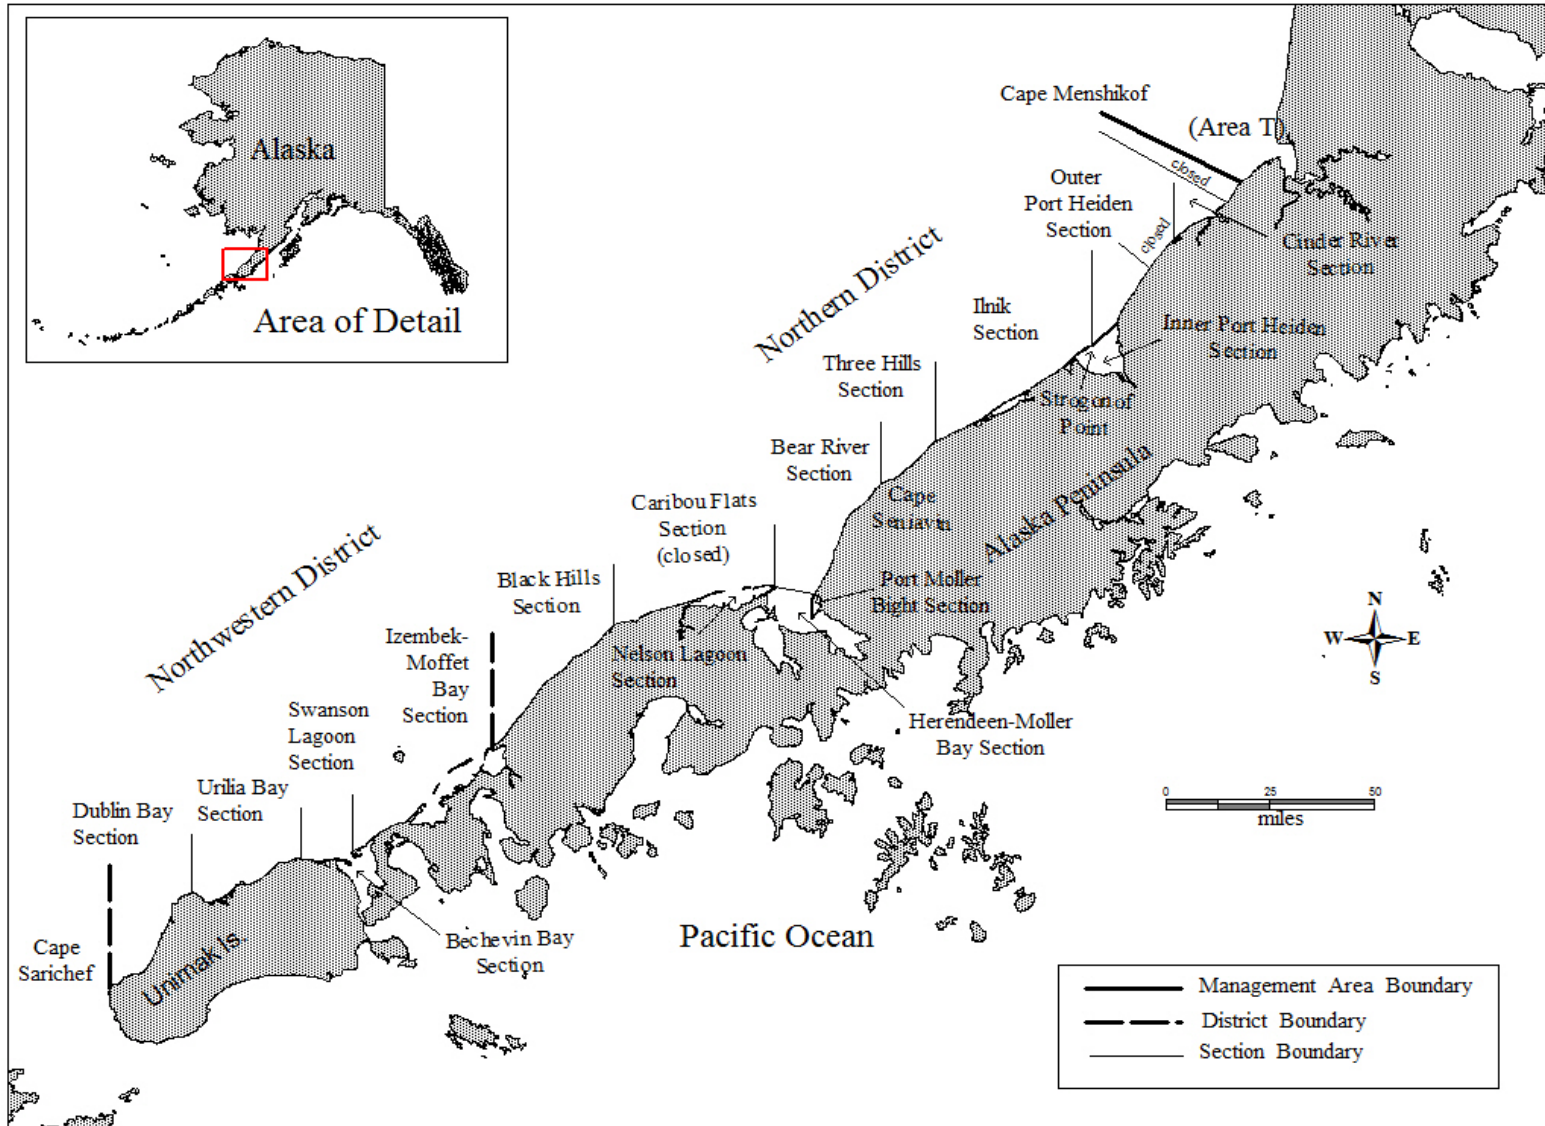 Alaska
Area of Detail
Cape Menshikof
(Area T)
closed
Outer
Port Heiden
Section
closed
Cinder River
Section
Northern District
Ilnik
Section
Inner Port Heiden
Section
Three Hills
Section
Strogonof
Point
Bear River
Section
Cape
Seniavin
Alaska Peninsula
Caribou Flats
Section
(closed)
Northwestern District
Black Hills
Section
Port Moller
Bight Section
Izembek-
Moffet
Bay
Section
Nelson Lagoon
Section
Herendeen-Moller
Bay Section
N
W
E
S
Swanson
Lagoon
Section
Urilia Bay
Section
Dublin Bay
Section
0
25
50
miles
Cape
Sarichef
Unimak Is.
Bechevin Bay
Section
Pacific Ocean
Management Area Boundary
District Boundary
Section Boundary